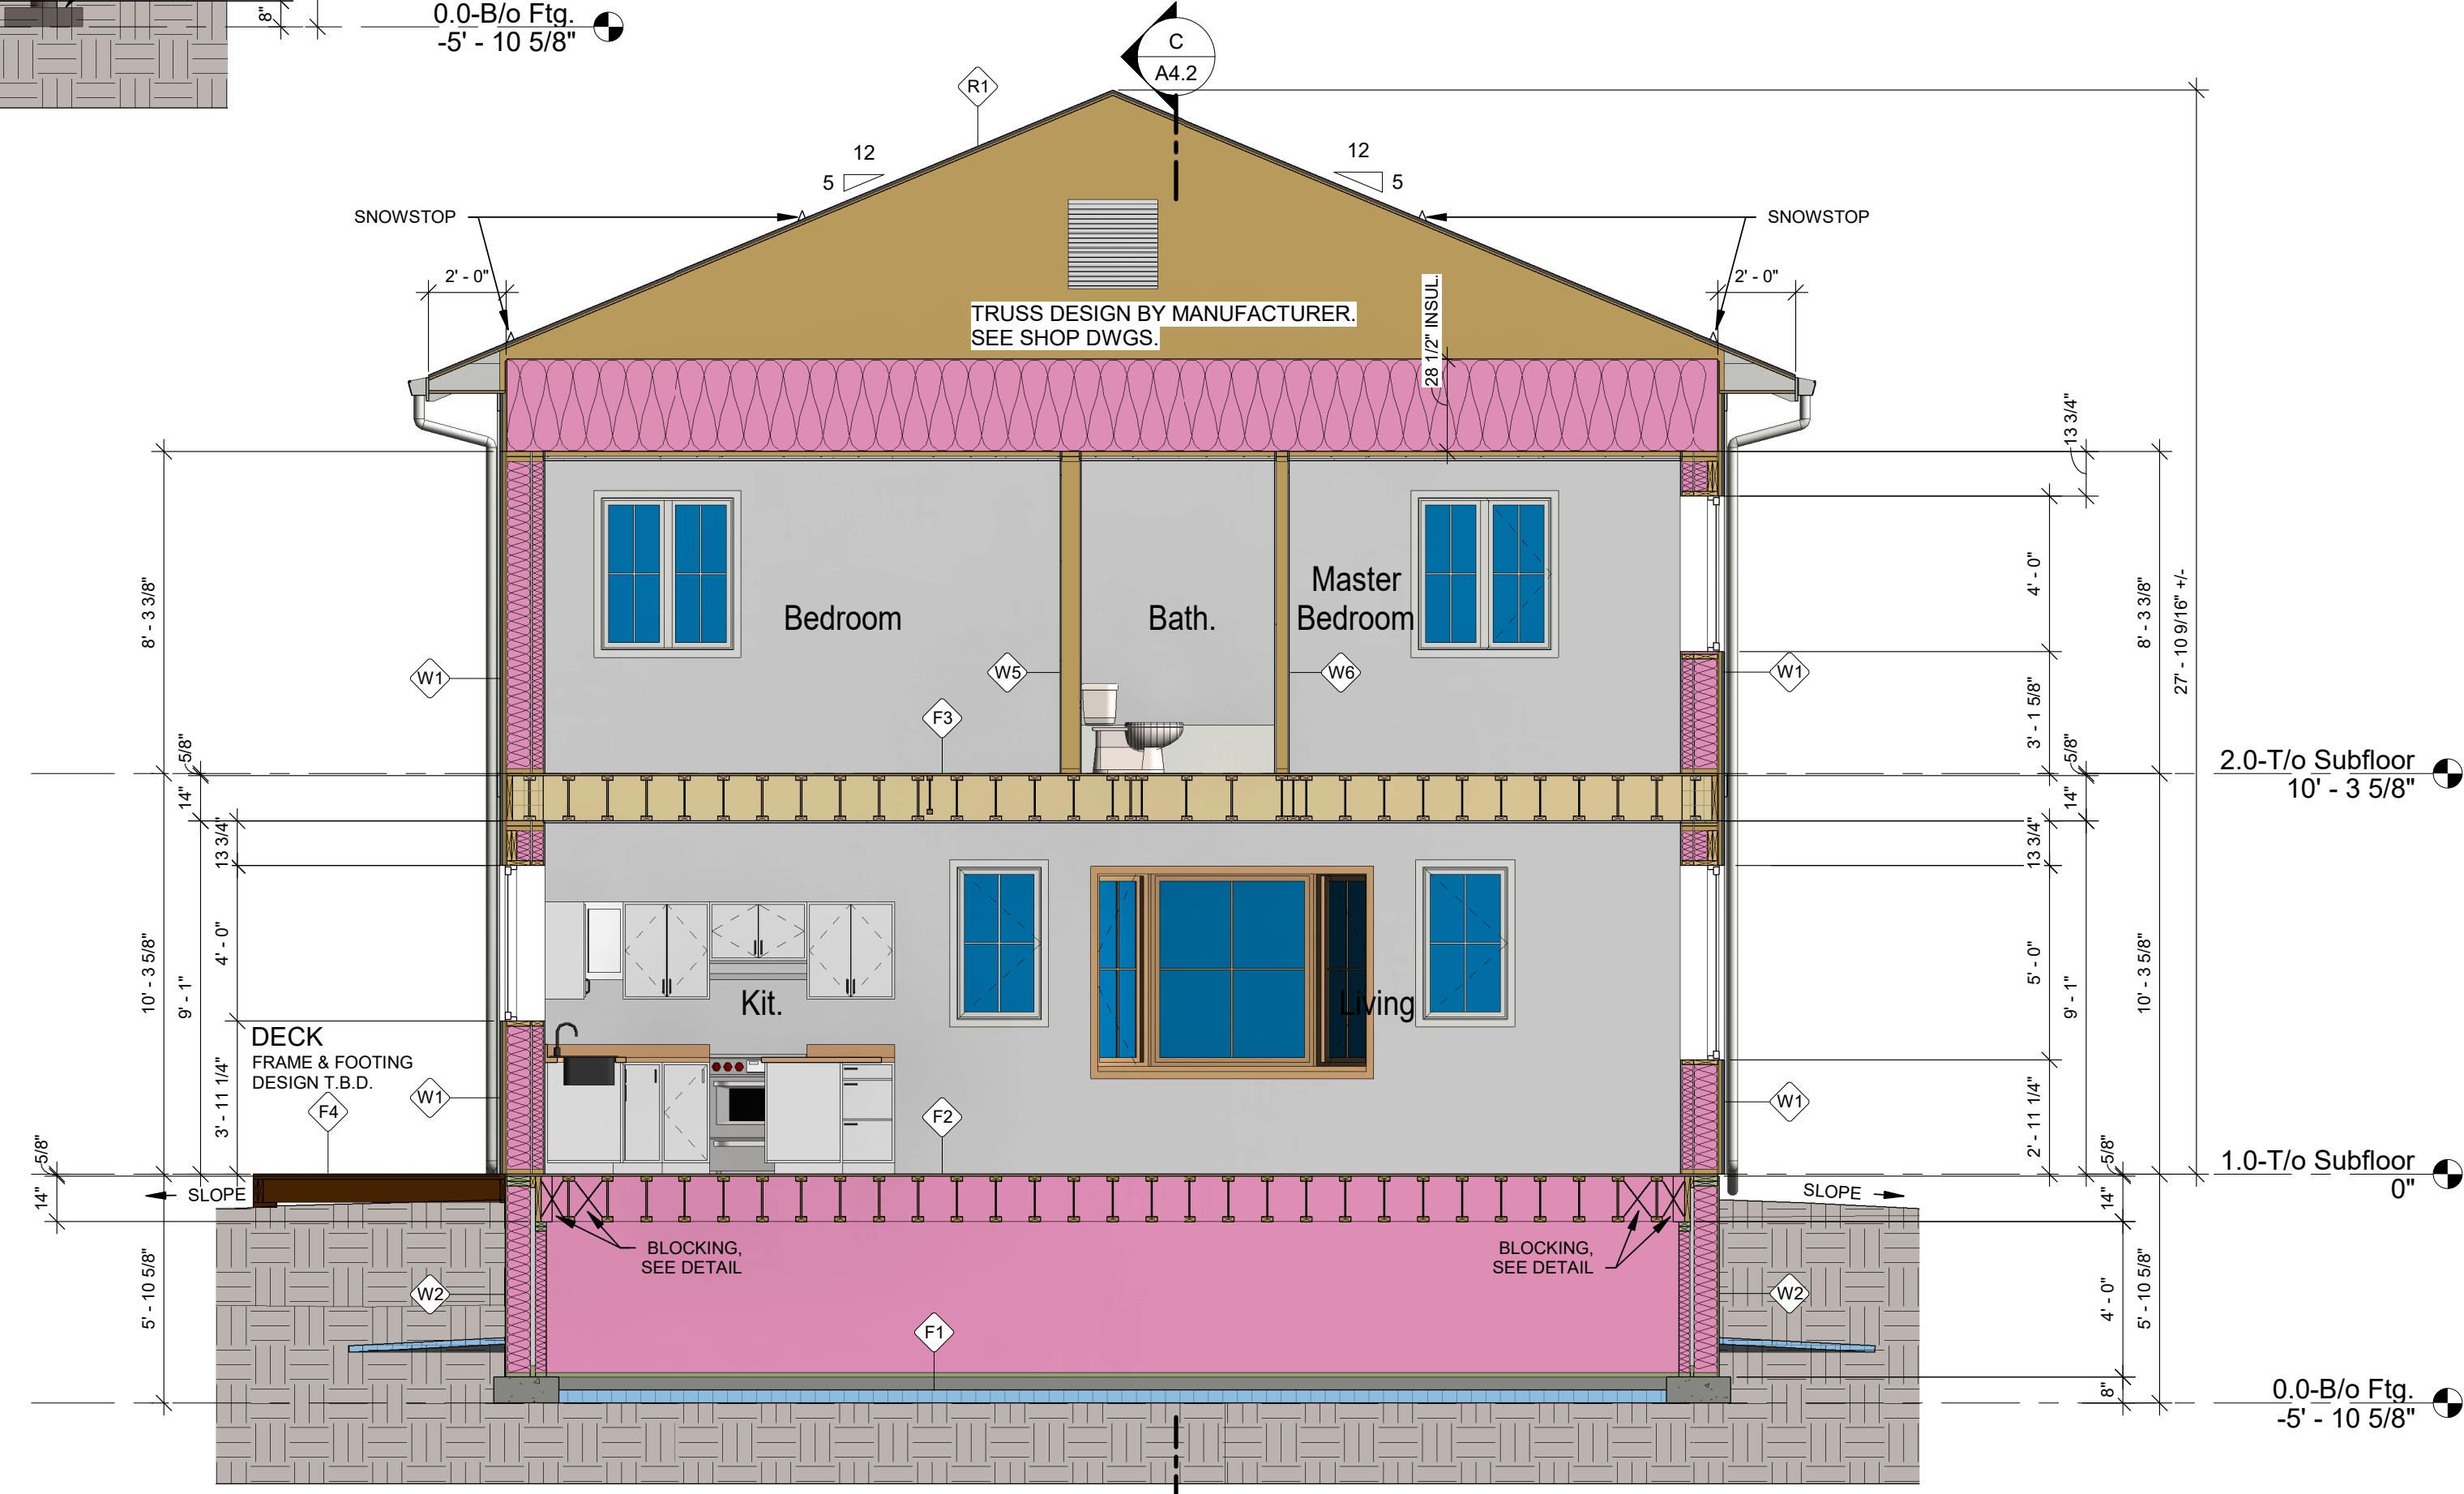 8"
0.0-B/o Ftg.
-5' - 10 5/8"
C
A4.2
R1
12
5
12
5
SNOWSTOP
SNOWSTOP
2' - 0"
2' - 0"
TRUSS DESIGN BY MANUFACTURER.
SEE SHOP DWGS.
28 1/2" INSUL.
13 3/4"
8' - 3 3/8"
4' - 0"
8' - 3 3/8"
27' - 10 9/16" +/-
Bedroom
Bath.
Master
Bedroom
W1
W5
W6
W1
F3
3' - 1 5/8"
5/8"
14"
13 3/4"
5/8"
14"
13 3/4"
2.0-T/o Subfloor
10' - 3 5/8"
10' - 3 5/8"
9' - 1"
4' - 0"
3' - 11 1/4"
5' - 0"
9' - 1"
10' - 3 5/8"
2' - 11 1/4"
Kit.
Living
DECK
FRAME & FOOTING
DESIGN T.B.D.
F4
W1
F2
W1
5/8"
14"
SLOPE
SLOPE
5/8"
14"
1.0-T/o Subfloor
0"
BLOCKING,
SEE DETAIL
BLOCKING,
SEE DETAIL
5' - 10 5/8"
W2
W2
F1
4' - 0"
5' - 10 5/8"
8"
0.0-B/o Ftg.
-5' - 10 5/8"